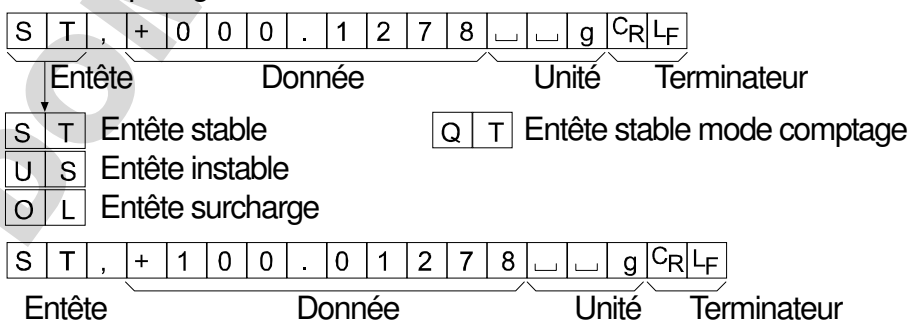 S T , + 0 0 0 . 1 2 7 8 ⎵ ⎵ g CR LF
Entête Donnée Unité Terminateur
S T Entête stable Q T Entête stable mode comptage
U S Entête instable
O L Entête surcharge
S T , + 1 0 0 . 0 1 2 7 8 ⎵ ⎵ g CR LF
Entête Donnée Unité Terminateur